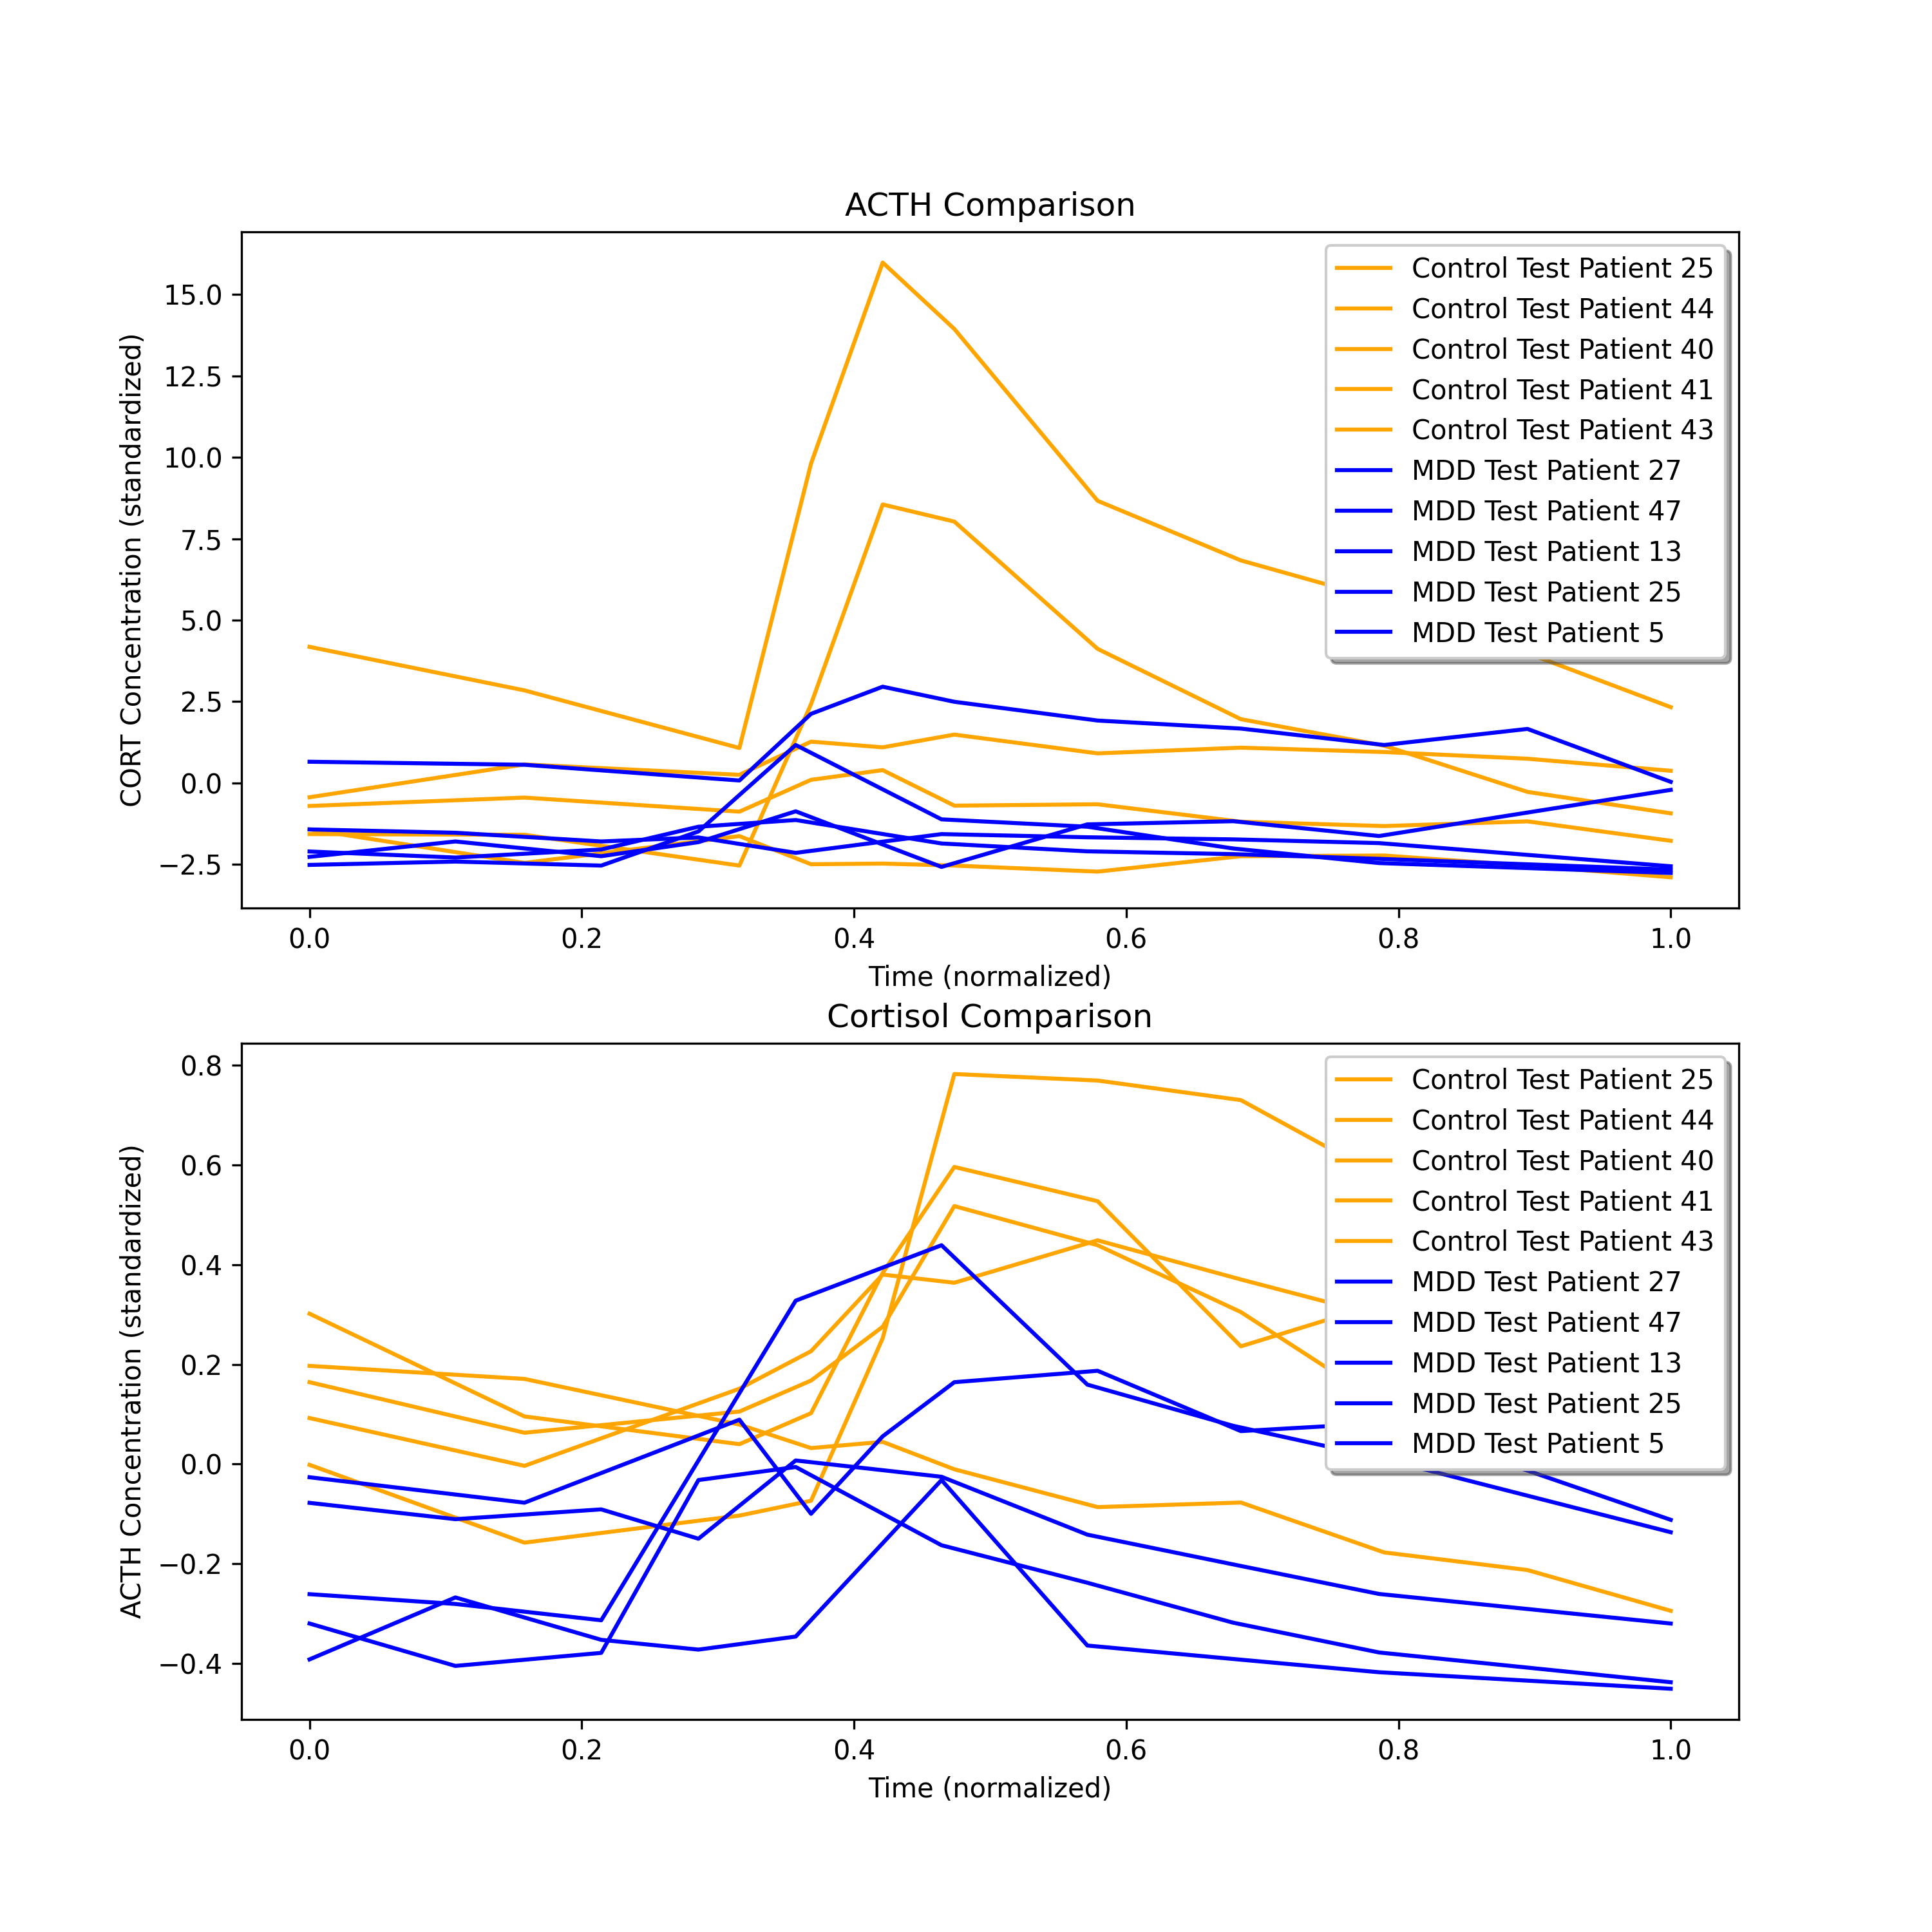 ACTH Comparison
CORT Concentration (standardized)
15.0
12.5
10.0
7.5
5.0
2.5
0.0
−2.5
Control Test Patient 25
Control Test Patient 44
Control Test Patient 40
Control Test Patient 41
Control Test Patient 43
MDD Test Patient 27
MDD Test Patient 47
MDD Test Patient 13
MDD Test Patient 25
MDD Test Patient 5
0.0 0.2 0.4 0.6 0.8 1.0
Time (normalized)
Cortisol Comparison
ACTH Concentration (standardized)
0.8
0.6
0.4
0.2
0.0
−0.2
−0.4
Control Test Patient 25
Control Test Patient 44
Control Test Patient 40
Control Test Patient 41
Control Test Patient 43
MDD Test Patient 27
MDD Test Patient 47
MDD Test Patient 13
MDD Test Patient 25
MDD Test Patient 5
0.0 0.2 0.4 0.6 0.8 1.0
Time (normalized)